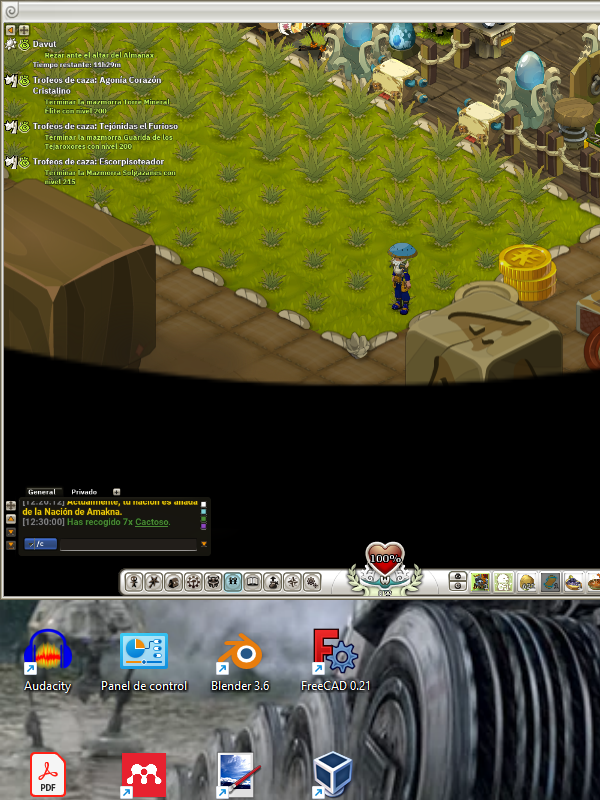 Davut
Rezar ante el altar del Almanax
Tiempo restante: 11h29m
Trofeos de caza: Agonía Corazón
Cristalino
Terminar la mazmorra Torre Mineral
Élite con nivel 200
Trofeos de caza: Tejónidas el Furioso
Terminar la mazmorra Guarida de los
Tejaroxores con nivel 200
Trofeos de caza: Escorpisoteador
Terminar la Mazmorra Solgazanes con
nivel 215
General Privado
[12:20:12] Actualmente, tu nación es aliada
de la Nación de Amakna.
[12:30:00] Has recogido 7x Cactoso.
/c
100%
Audacity Panel de control Blender 3.6 FreeCAD 0.21
PDF